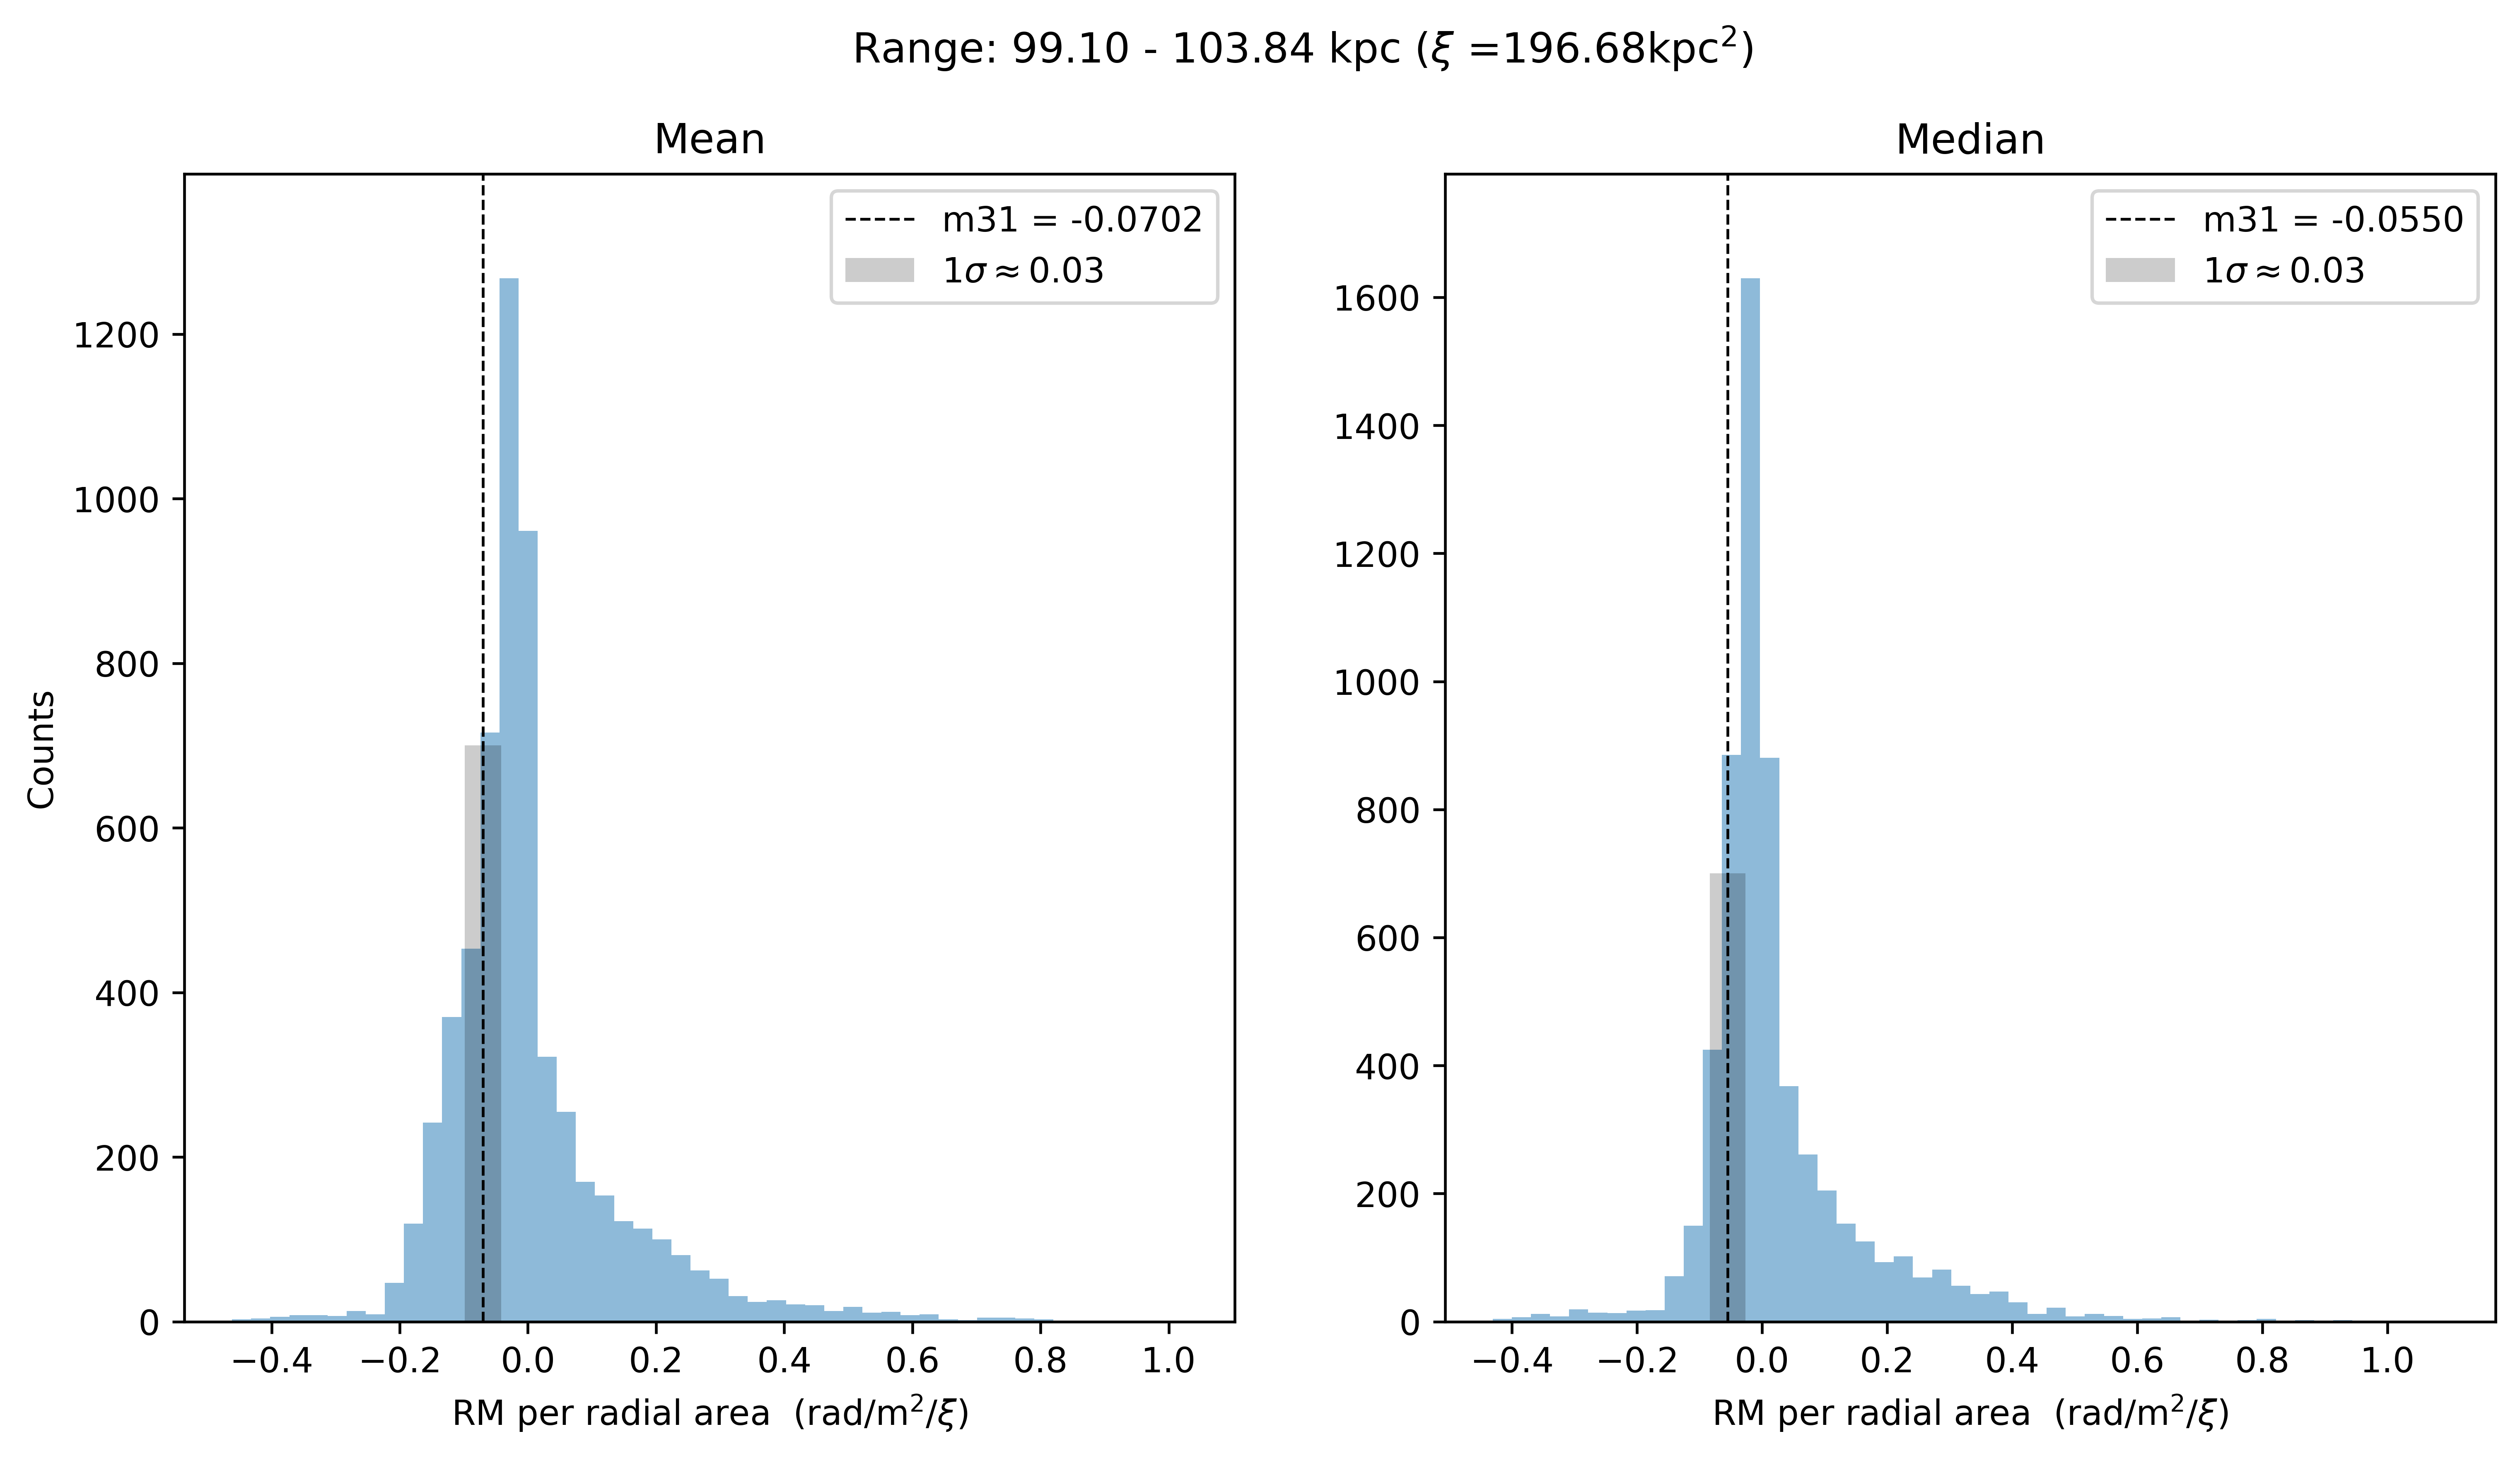 Range: 99.10 - 103.84 kpc (ξ =196.68kpc²)
Mean
m31 = -0.0702
1σ ≈ 0.03
1200
1000
800
600
400
200
0
Counts
−0.4 −0.2 0.0 0.2 0.4 0.6 0.8 1.0
RM per radial area (rad/m²/ξ)
Median
m31 = -0.0550
1σ ≈ 0.03
1600
1400
1200
1000
800
600
400
200
0
−0.4 −0.2 0.0 0.2 0.4 0.6 0.8 1.0
RM per radial area (rad/m²/ξ)